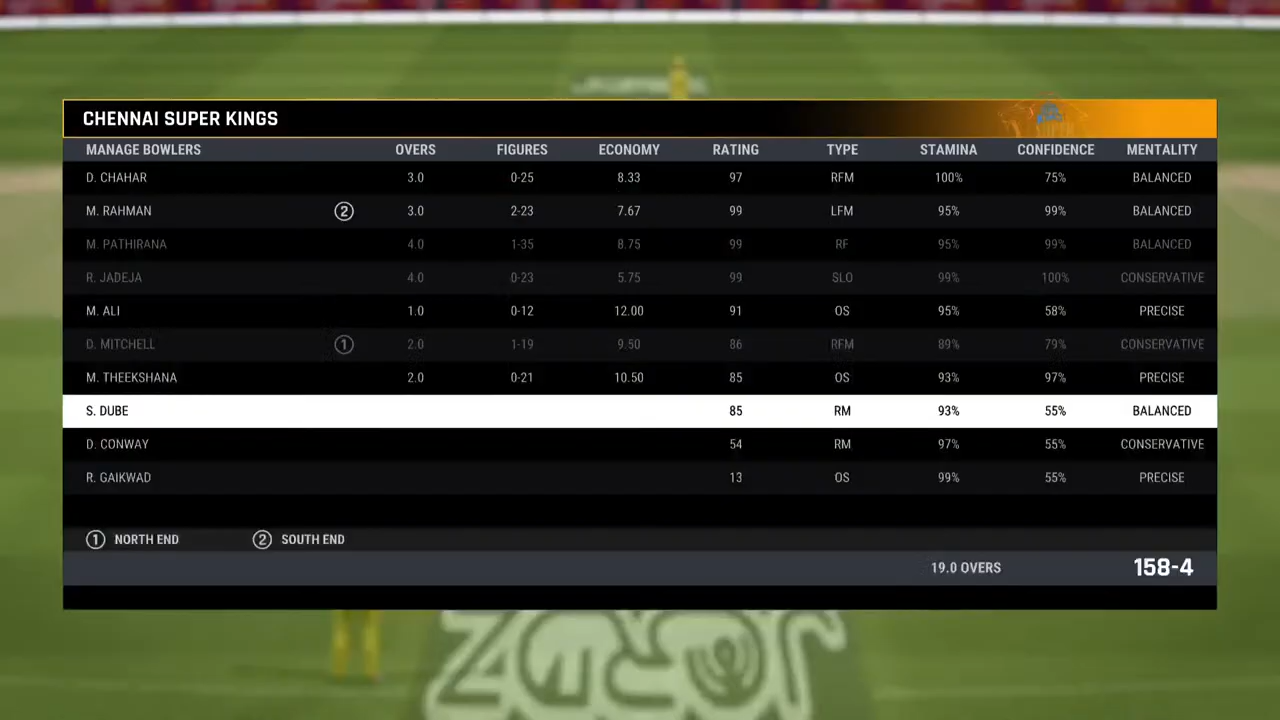 CHENNAI SUPER KINGS
MANAGE BOWLERS OVERS FIGURES ECONOMY RATING TYPE STAMINA CONFIDENCE MENTALITY
D. CHAHAR 3.0 0-25 8.33 97 RFM 100% 75% BALANCED
M. RAHMAN 2 3.0 2-23 7.67 99 LFM 95% 99% BALANCED
M. PATHIRANA 4.0 1-35 8.75 99 RF 95% 99% BALANCED
R. JADEJA 4.0 0-23 5.75 99 SLO 99% 100% CONSERVATIVE
M. ALI 1.0 0-12 12.00 91 OS 95% 58% PRECISE
D. MITCHELL 1 2.0 1-19 9.50 86 RFM 89% 79% CONSERVATIVE
M. THEEKSHANA 2.0 0-21 10.50 85 OS 93% 97% PRECISE
S. DUBE 85 RM 93% 55% BALANCED
D. CONWAY 54 RM 97% 55% CONSERVATIVE
R. GAIKWAD 13 OS 99% 55% PRECISE
1 NORTH END 2 SOUTH END
19.0 OVERS 158-4